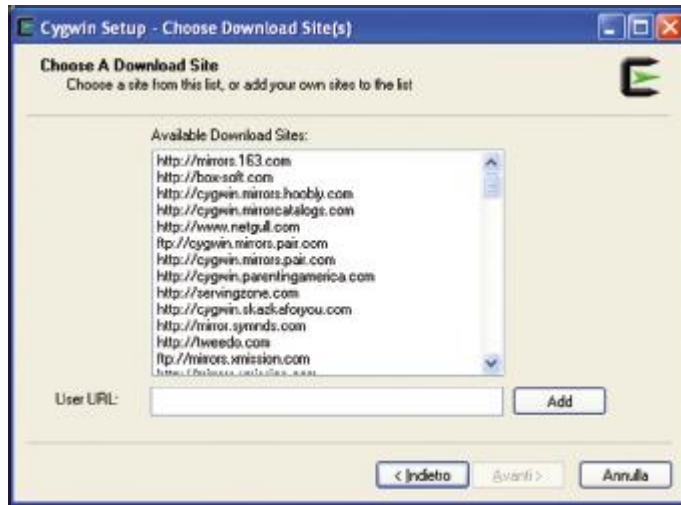 Cygwin Setup - Choose Download Site(s)
Choose A Download Site
Choose a site from this list, or add your own sites to the list
Available Download Sites:
http://mirrors.163.com
http://box-soft.com
http://cygwin.mirrors.hoobly.com
http://cygwin.mirrorcatalogs.com
http://www.netgull.com
ftp://cygwin.mirrors.pair.com
http://cygwin.mirrors.pair.com
http://cygwin.parentingamerica.com
http://servingzone.com
http://cygwin.skazkaforyou.com
http://mirror.symnds.com
http://tweedo.com
ftp://mirrors.xmission.com
User URL:
Add
< Indietro
Avanti >
Annulla